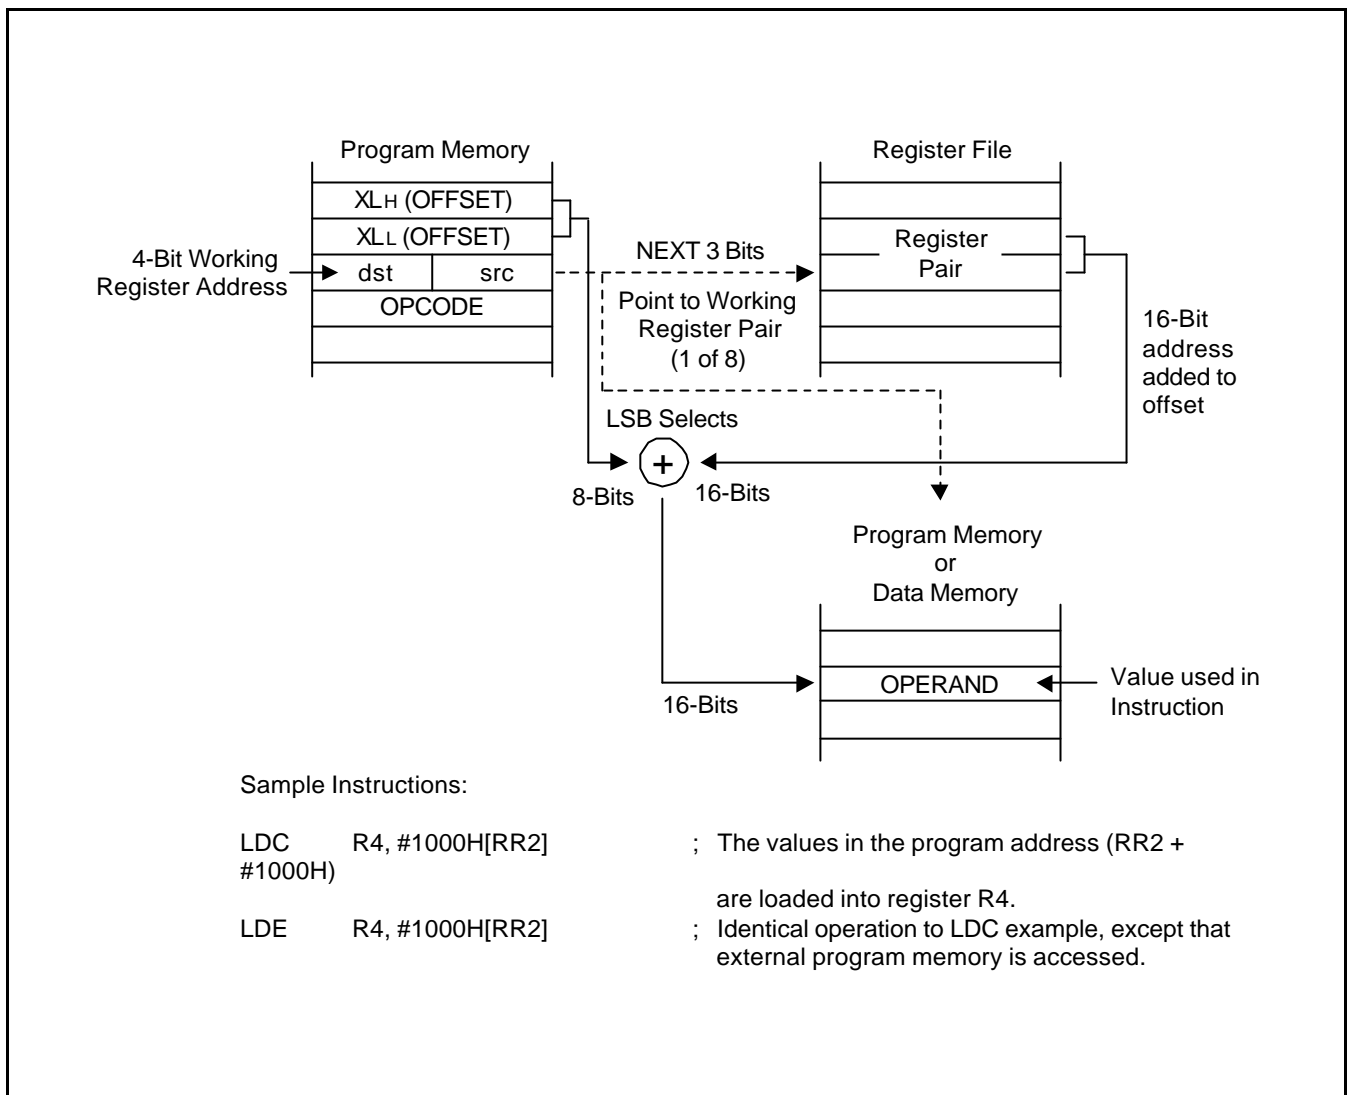 Program Memory
Register File
XLH (OFFSET)
XLL (OFFSET)
4-Bit Working
Register Address
dst
src
OPCODE
NEXT 3 Bits
Point to Working
Register Pair
(1 of 8)
Register
Pair
16-Bit
address
added to
offset
LSB Selects
+
8-Bits
16-Bits
Program Memory
or
Data Memory
16-Bits
OPERAND
Value used in
Instruction
Sample Instructions:
LDC R4, #1000H[RR2] ; The values in the program address (RR2 +
#1000H)
are loaded into register R4.
LDE R4, #1000H[RR2] ; Identical operation to LDC example, except that
external program memory is accessed.